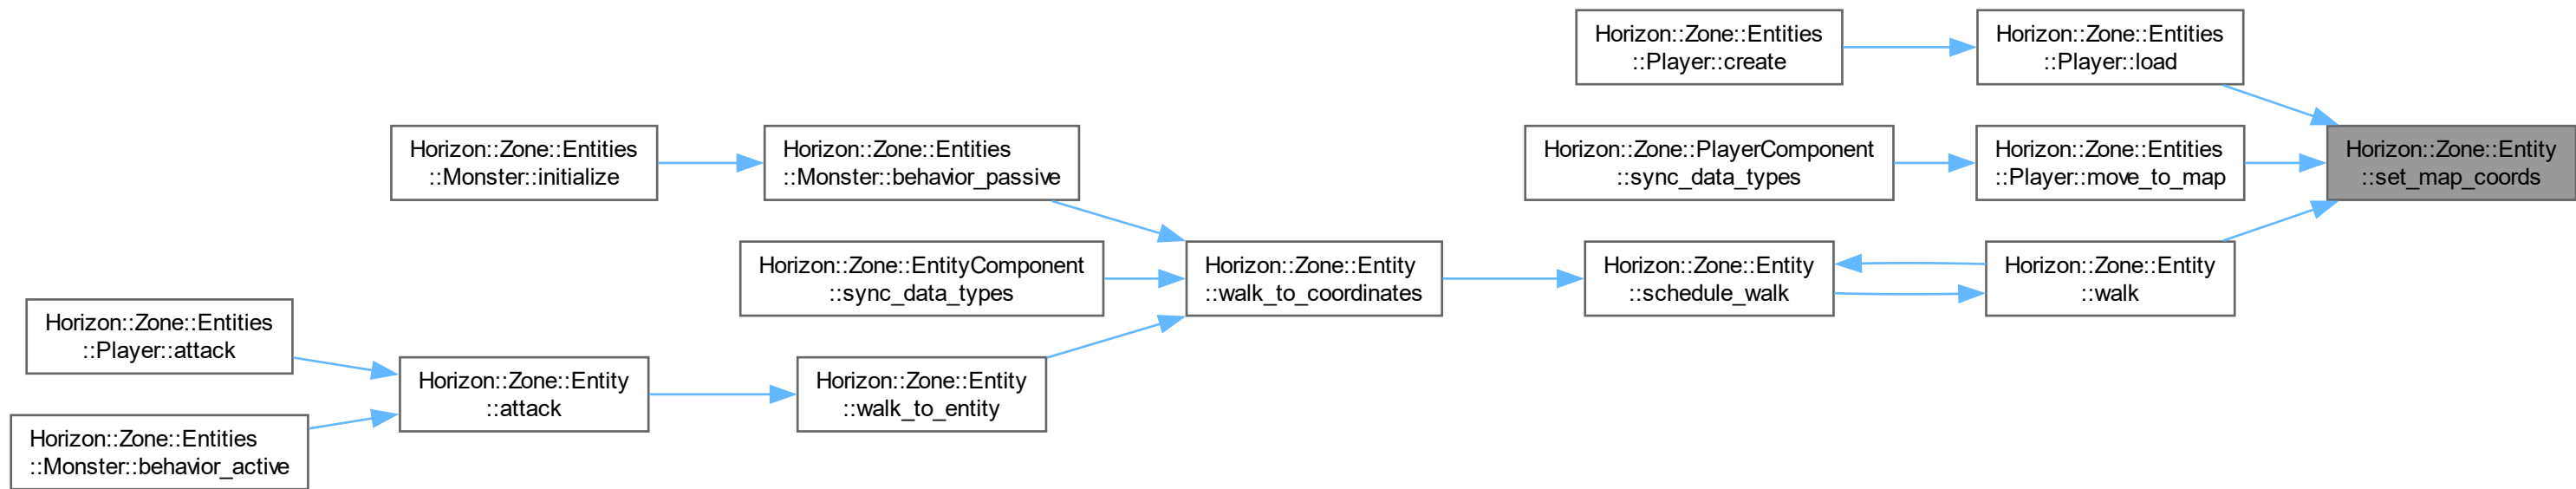 Horizon::Zone::Entities
::Player::create
Horizon::Zone::Entities
::Player::load
Horizon::Zone::Entities
::Monster::initialize
Horizon::Zone::Entities
::Monster::behavior_passive
Horizon::Zone::PlayerComponent
::sync_data_types
Horizon::Zone::Entities
::Player::move_to_map
Horizon::Zone::Entity
::set_map_coords
Horizon::Zone::EntityComponent
::sync_data_types
Horizon::Zone::Entity
::walk_to_coordinates
Horizon::Zone::Entity
::schedule_walk
Horizon::Zone::Entity
::walk
Horizon::Zone::Entities
::Player::attack
Horizon::Zone::Entity
::attack
Horizon::Zone::Entity
::walk_to_entity
Horizon::Zone::Entities
::Monster::behavior_active